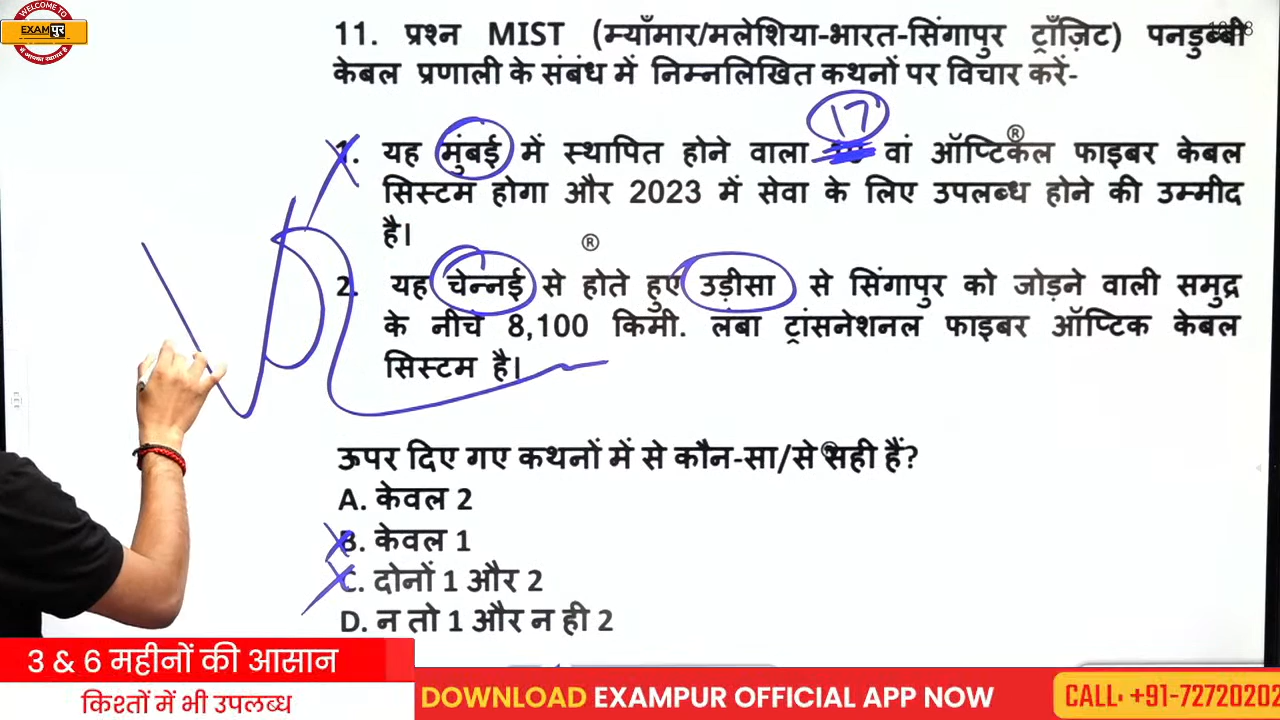 WELCOME TO
EXAMपुर
11. प्रश्न MIST (म्याँमार/मलेशिया-भारत-सिंगापुर ट्राँज़िट) पनडुब्बी
केबल प्रणाली के संबंध में निम्नलिखित कथनों पर विचार करें-
17
1. यह मुंबई में स्थापित होने वाला वां ऑप्टिकल फाइबर केबल
सिस्टम होगा और 2023 में सेवा के लिए उपलब्ध होने की उम्मीद
है।
2. यह चेन्नई से होते हुए उड़ीसा से सिंगापुर को जोड़ने वाली समुद्र
के नीचे 8,100 किमी. लंबा ट्रांसनेशनल फाइबर ऑप्टिक केबल
सिस्टम है।
ऊपर दिए गए कथनों में से कौन-सा/से सही हैं?
A. केवल 2
B. केवल 1
C. दोनों 1 और 2
D. न तो 1 और न ही 2
3 & 6 महीनों की आसान
किश्तों में भी उपलब्ध
DOWNLOAD EXAMPUR OFFICIAL APP NOW
CALL: +91-72720202